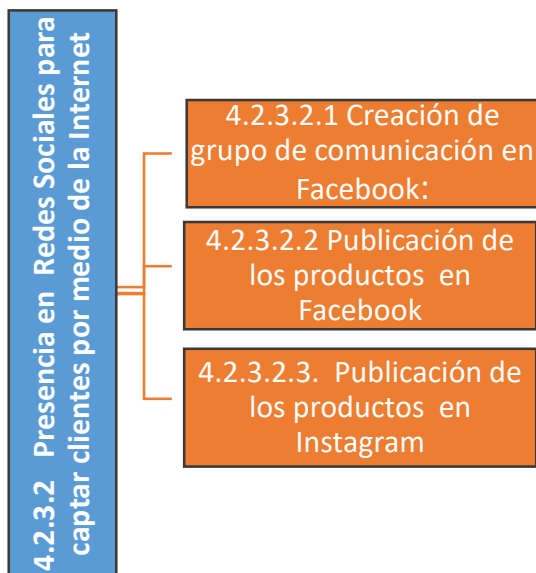 4.2.3.2 Presencia en Redes Sociales para
captar clientes por medio de la Internet
4.2.3.2.1 Creación de
grupo de comunicación en
Facebook:
4.2.3.2.2 Publicación de
los productos en
Facebook
4.2.3.2.3. Publicación de
los productos en
Instagram